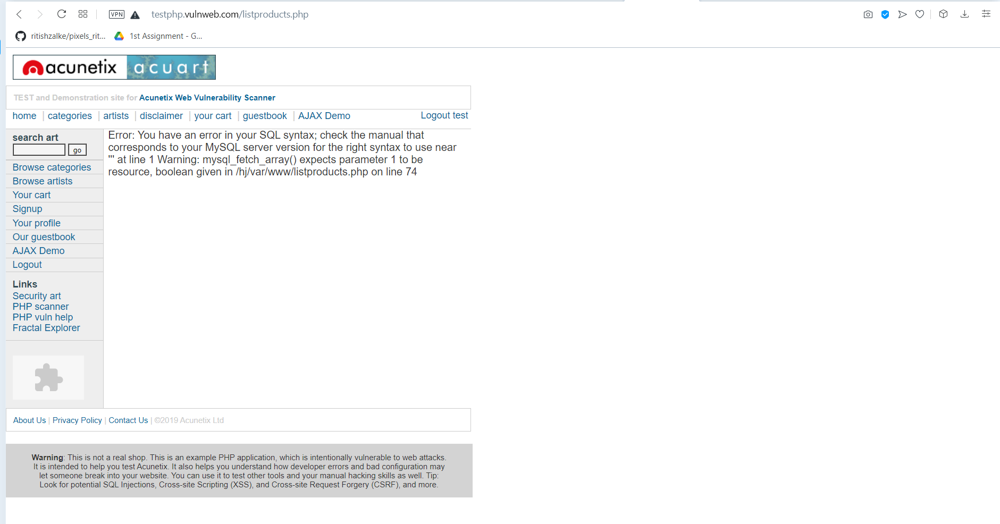 VPN testphp.vulnweb.com/listproducts.php
ritishzalke/pixels_rit... 1st Assignment - G...
acunetix acuart
TEST and Demonstration site for Acunetix Web Vulnerability Scanner
home | categories | artists | disclaimer | your cart | guestbook | AJAX Demo Logout test
search art
go
Browse categories
Browse artists
Your cart
Signup
Your profile
Our guestbook
AJAX Demo
Logout
Links
Security art
PHP scanner
PHP vuln help
Fractal Explorer
Error: You have an error in your SQL syntax; check the manual that
corresponds to your MySQL server version for the right syntax to use near
''' at line 1 Warning: mysql_fetch_array() expects parameter 1 to be
resource, boolean given in /hj/var/www/listproducts.php on line 74
About Us | Privacy Policy | Contact Us | ©2019 Acunetix Ltd
Warning: This is not a real shop. This is an example PHP application, which is intentionally vulnerable to web attacks.
It is intended to help you test Acunetix. It also helps you understand how developer errors and bad configuration may
let someone break into your website. You can use it to test other tools and your manual hacking skills as well. Tip:
Look for potential SQL Injections, Cross-site Scripting (XSS), and Cross-site Request Forgery (CSRF), and more.